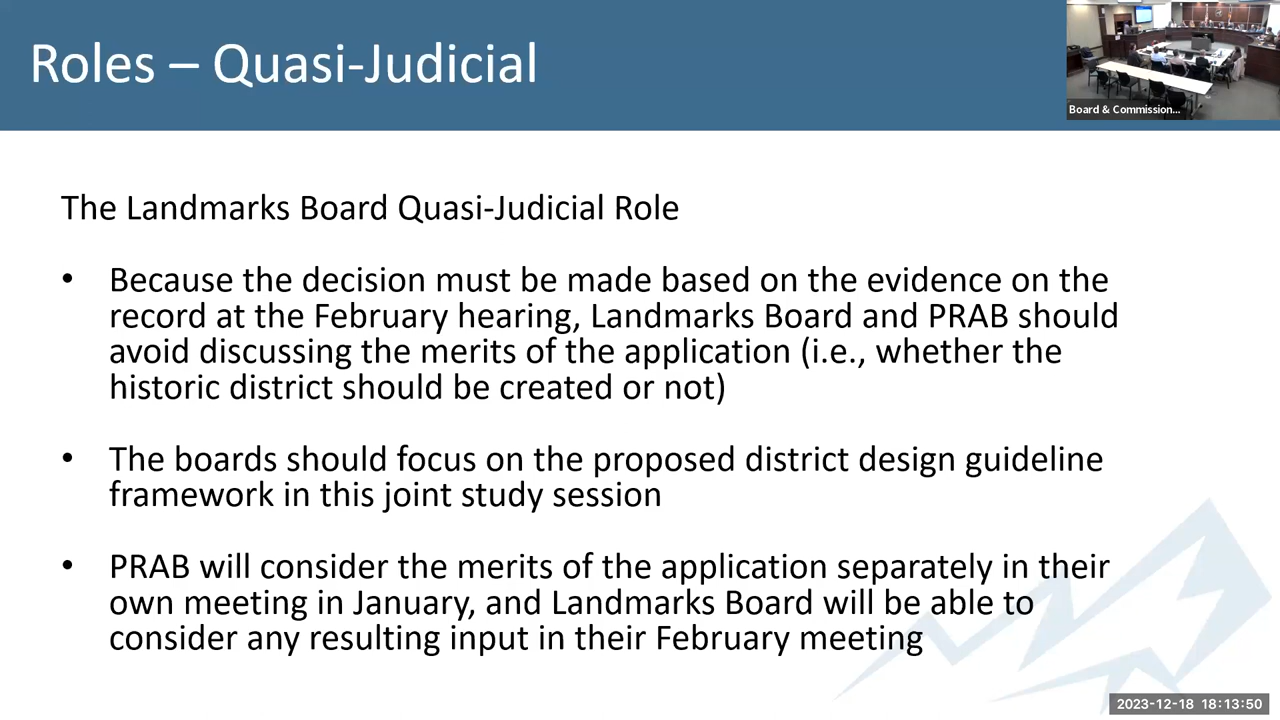 Roles – Quasi-Judicial
Board & Commission...
The Landmarks Board Quasi-Judicial Role
• Because the decision must be made based on the evidence on the
record at the February hearing, Landmarks Board and PRAB should
avoid discussing the merits of the application (i.e., whether the
historic district should be created or not)
• The boards should focus on the proposed district design guideline
framework in this joint study session
• PRAB will consider the merits of the application separately in their
own meeting in January, and Landmarks Board will be able to
consider any resulting input in their February meeting
2023-12-18 18:13:50